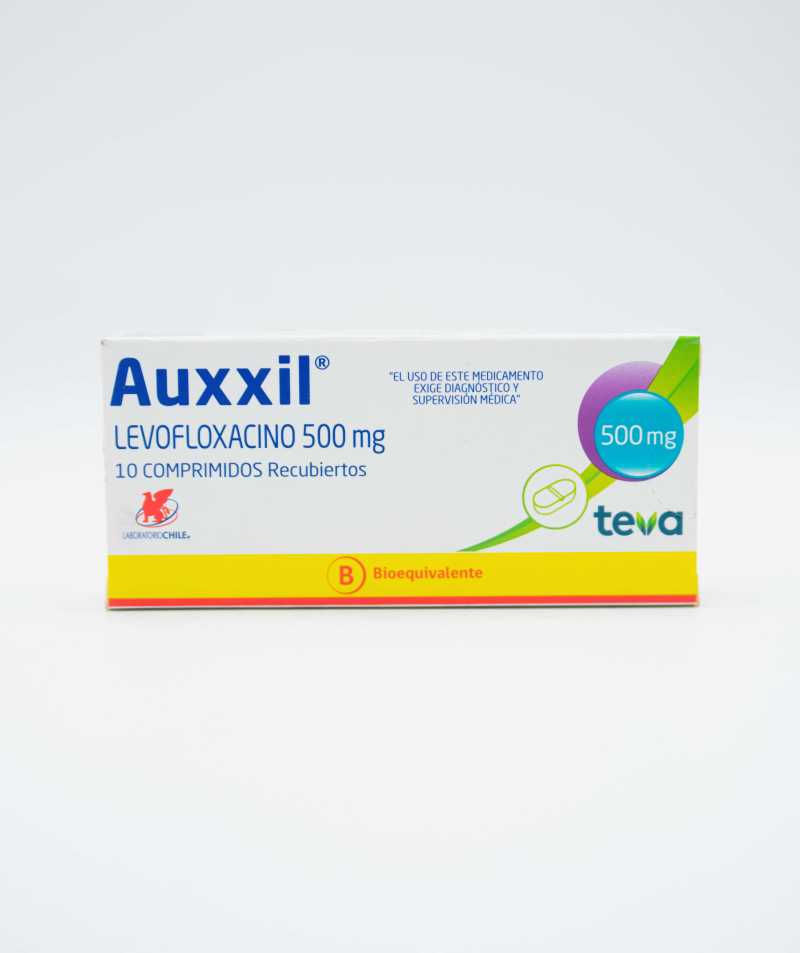 Auxxil®
LEVOFLOXACINO 500 mg
10 COMPRIMIDOS Recubiertos
"EL USO DE ESTE MEDICAMENTO
EXIGE DIAGNÓSTICO Y
SUPERVISIÓN MÉDICA"
500 mg
LABORATORIO CHILE®
teva
B Bioequivalente